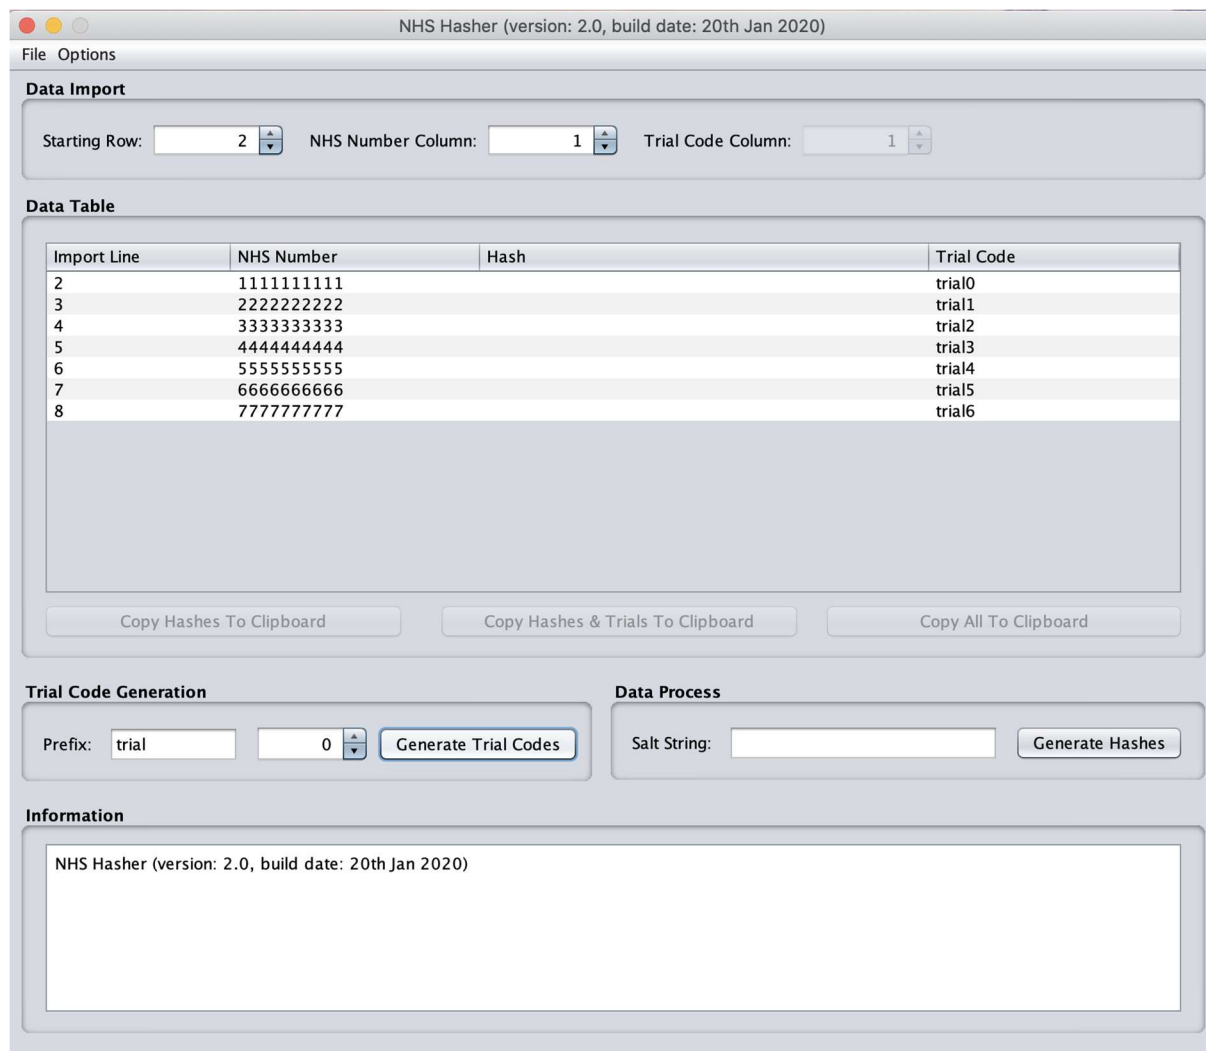 NHS Hasher (version: 2.0, build date: 20th Jan 2020)
File Options
Data Import
Starting Row: 2 NHS Number Column: 1 Trial Code Column: 1
Data Table
Import Line NHS Number Hash Trial Code
2 1111111111 trial0
3 2222222222 trial1
4 3333333333 trial2
5 4444444444 trial3
6 5555555555 trial4
7 6666666666 trial5
8 7777777777 trial6
Copy Hashes To Clipboard Copy Hashes & Trials To Clipboard Copy All To Clipboard
Trial Code Generation Data Process
Prefix: trial 0 Generate Trial Codes Salt String: Generate Hashes
Information
NHS Hasher (version: 2.0, build date: 20th Jan 2020)